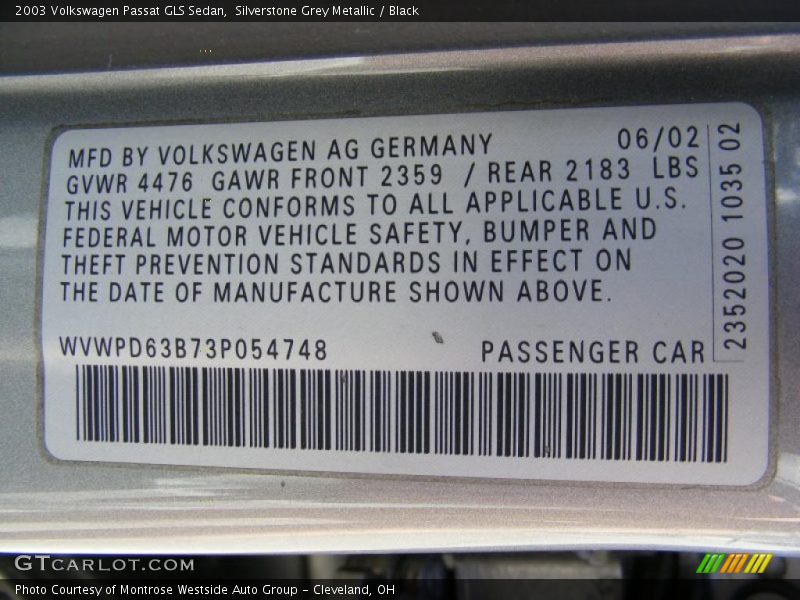 2003 Volkswagen Passat GLS Sedan, Silverstone Grey Metallic / Black
MFD BY VOLKSWAGEN AG GERMANY 06/02
GVWR 4476 GAWR FRONT 2359 / REAR 2183 LBS
THIS VEHICLE CONFORMS TO ALL APPLICABLE U.S.
FEDERAL MOTOR VEHICLE SAFETY, BUMPER AND
THEFT PREVENTION STANDARDS IN EFFECT ON
THE DATE OF MANUFACTURE SHOWN ABOVE.
WVWPD63B73P054748 PASSENGER CAR
2352020 1035 02
GTCARLOT.COM
Photo Courtesy of Montrose Westside Auto Group - Cleveland, OH